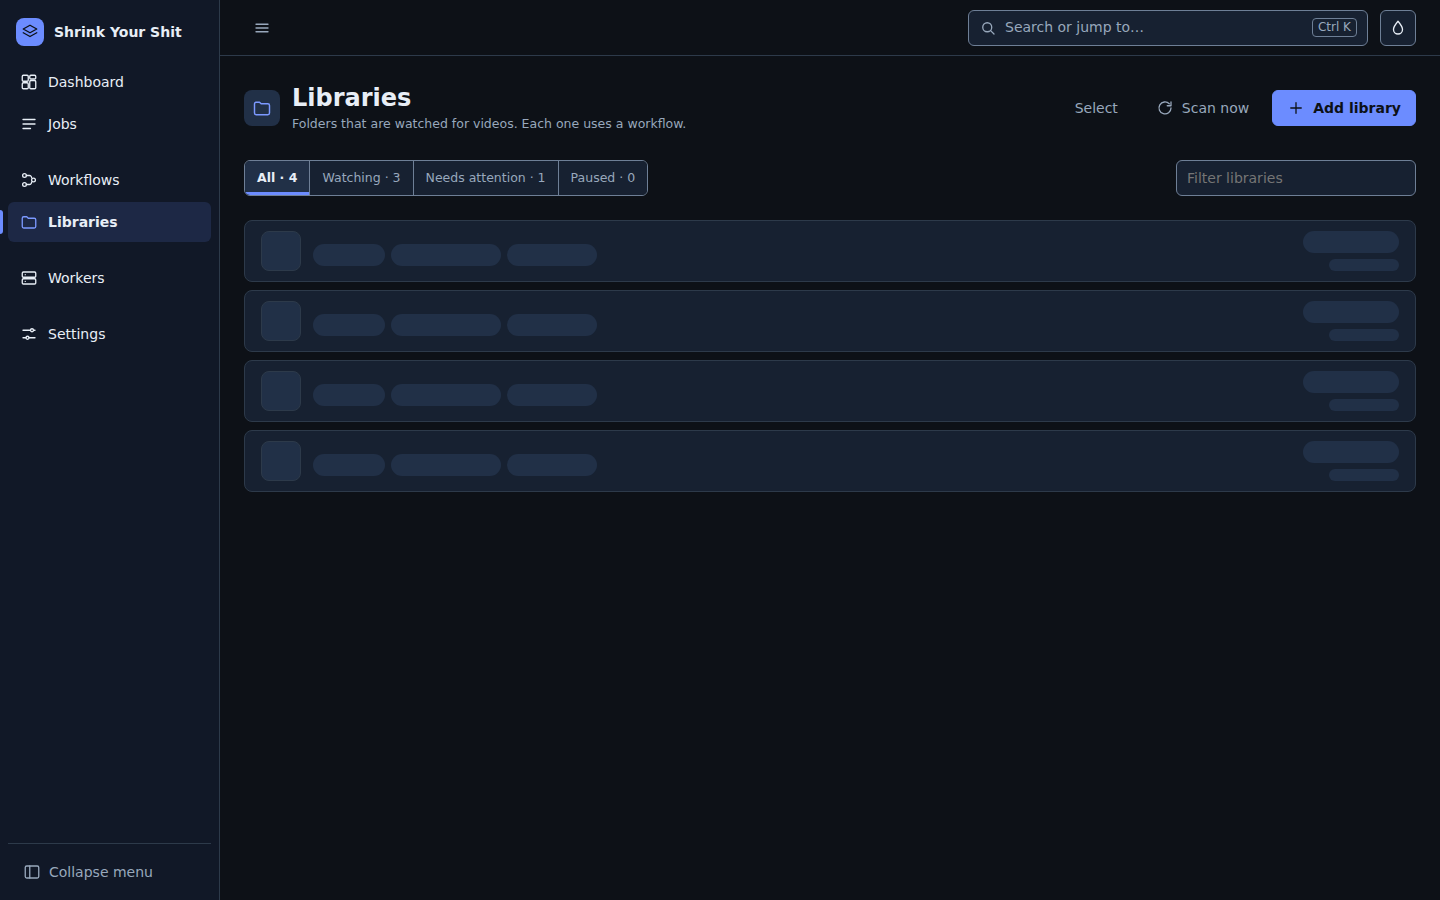 Shrink Your Shit
Dashboard
Jobs
Workflows
Libraries
Workers
Settings
Collapse menu
Search or jump to…
Ctrl K
Libraries
Folders that are watched for videos. Each one uses a workflow.
Select
Scan now
Add library
All · 4
Watching · 3
Needs attention · 1
Paused · 0
Filter libraries